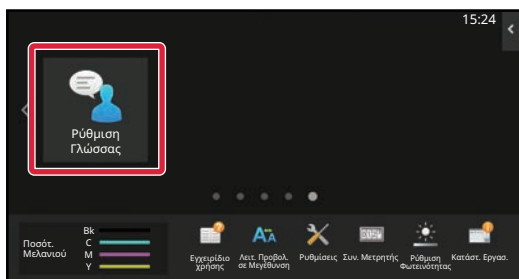 15:24
Ρύθμιση
Γλώσσας
Ποσότ.
Μελανιού
Bk
C
M
Y
Εγχειρίδιο
χρήσης
Λειτ. Προβολ.
σε Μεγέθυνση
Ρυθμίσεις
Συν. Μετρητής
Ρύθμιση
Φωτεινότητας
Κατάστ. Εργασ.